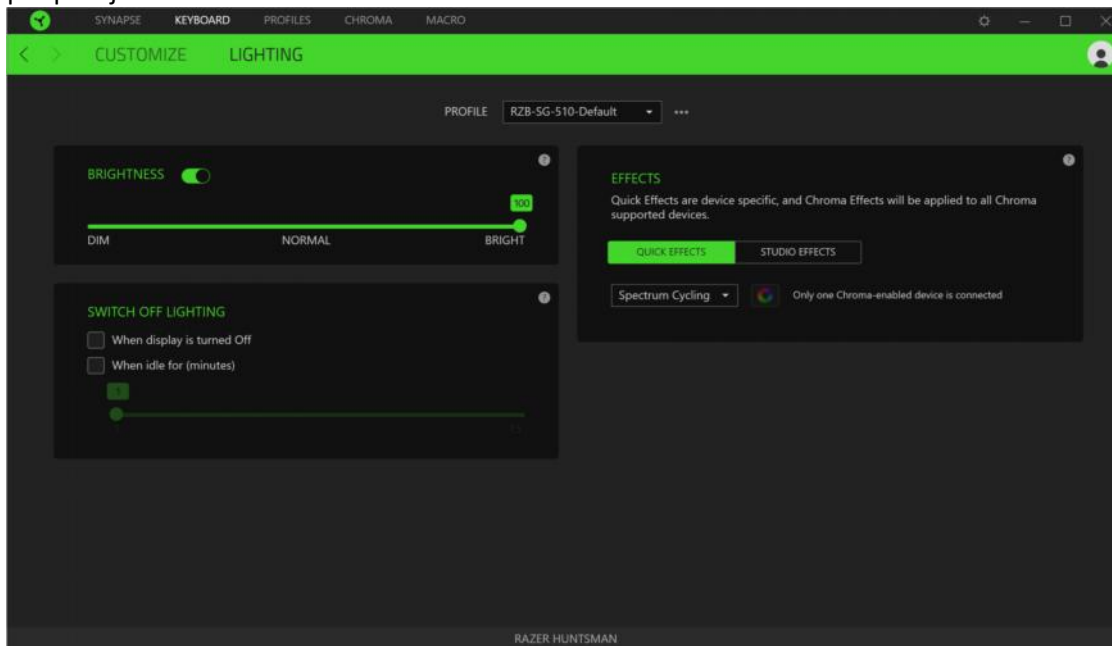 SYNAPSE KEYBOARD PROFILES CHROMA MACRO
CUSTOMIZE LIGHTING
PROFILE RZB-SG-510-Default
BRIGHTNESS
100
DIM NORMAL BRIGHT
SWITCH OFF LIGHTING
When display is turned Off
When idle for (minutes)
1
1 15
EFFECTS
Quick Effects are device specific, and Chroma Effects will be applied to all Chroma
supported devices.
QUICK EFFECTS STUDIO EFFECTS
Spectrum Cycling Only one Chroma-enabled device is connected
RAZER HUNTSMAN